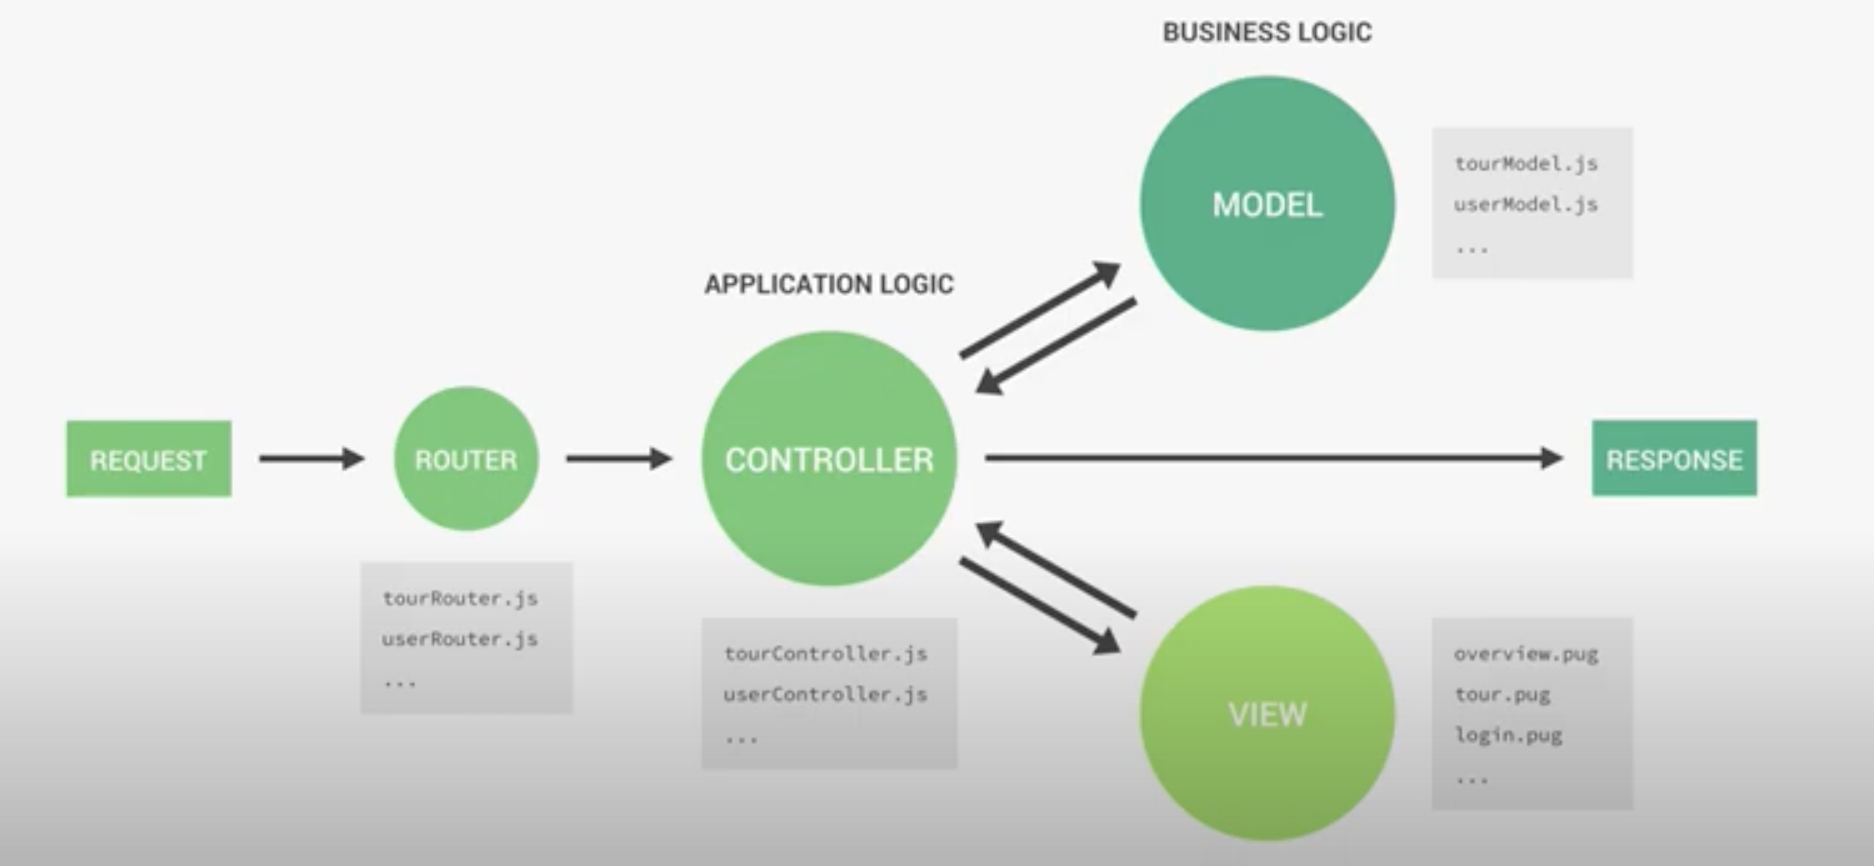 BUSINESS LOGIC
MODEL
tourModel.js
userModel.js
...
APPLICATION LOGIC
REQUEST
ROUTER
CONTROLLER
RESPONSE
tourRouter.js
userRouter.js
...
tourController.js
userController.js
...
VIEW
overview.pug
tour.pug
login.pug
...